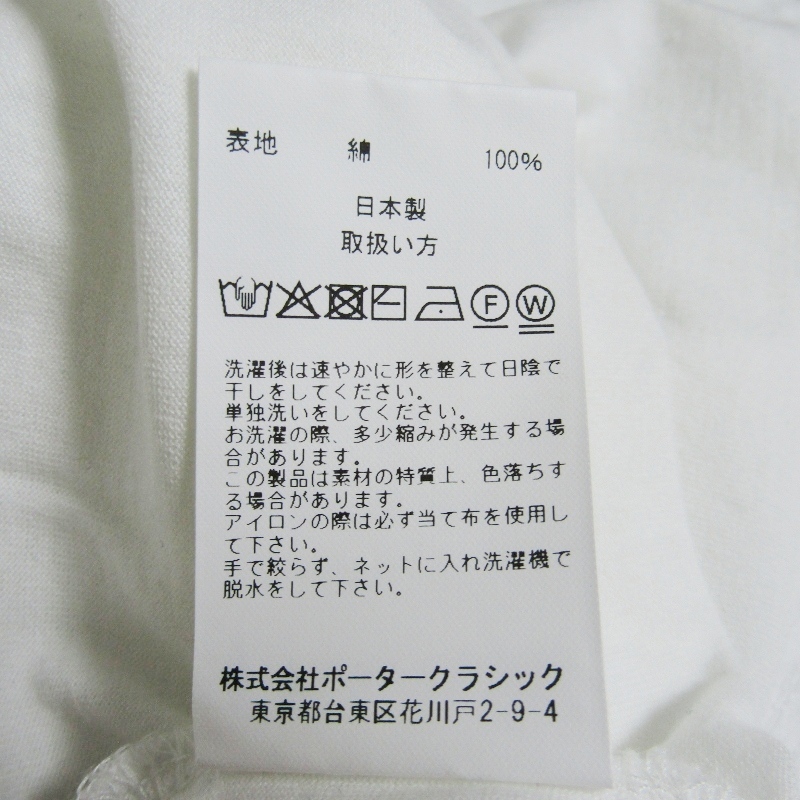 表地 綿 100%
日本製
取扱い方
F W
洗濯後は速やかに形を整えて日陰で
干しをしてください。
単独洗いをしてください。
お洗濯の際、多少縮みが発生する場
合があります。
この製品は素材の特質上、色落ちす
る場合があります。
アイロンの際は必ず当て布を使用し
て下さい。
手で絞らず、ネットに入れ洗濯機で
脱水をして下さい。
株式会社ポータークラシック
東京都台東区花川戸2-9-4